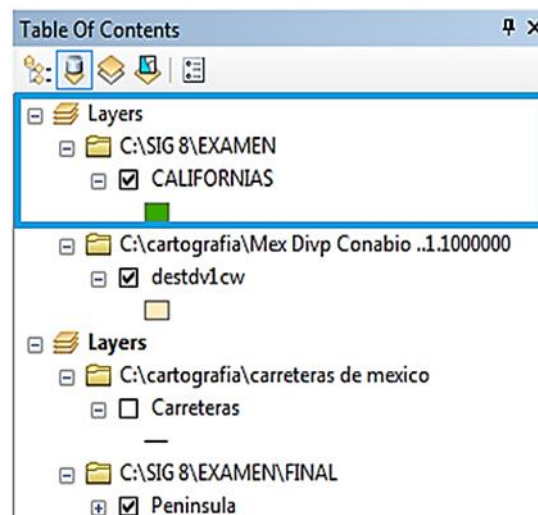 Table Of Contents
Layers
C:\SIG 8\EXAMEN
CALIFORNIAS
C:\cartografia\Mex Divp Conabio ..1.1000000
destdv1cw
Layers
C:\cartografia\carreteras de mexico
Carreteras
C:\SIG 8\EXAMEN\FINAL
Peninsula